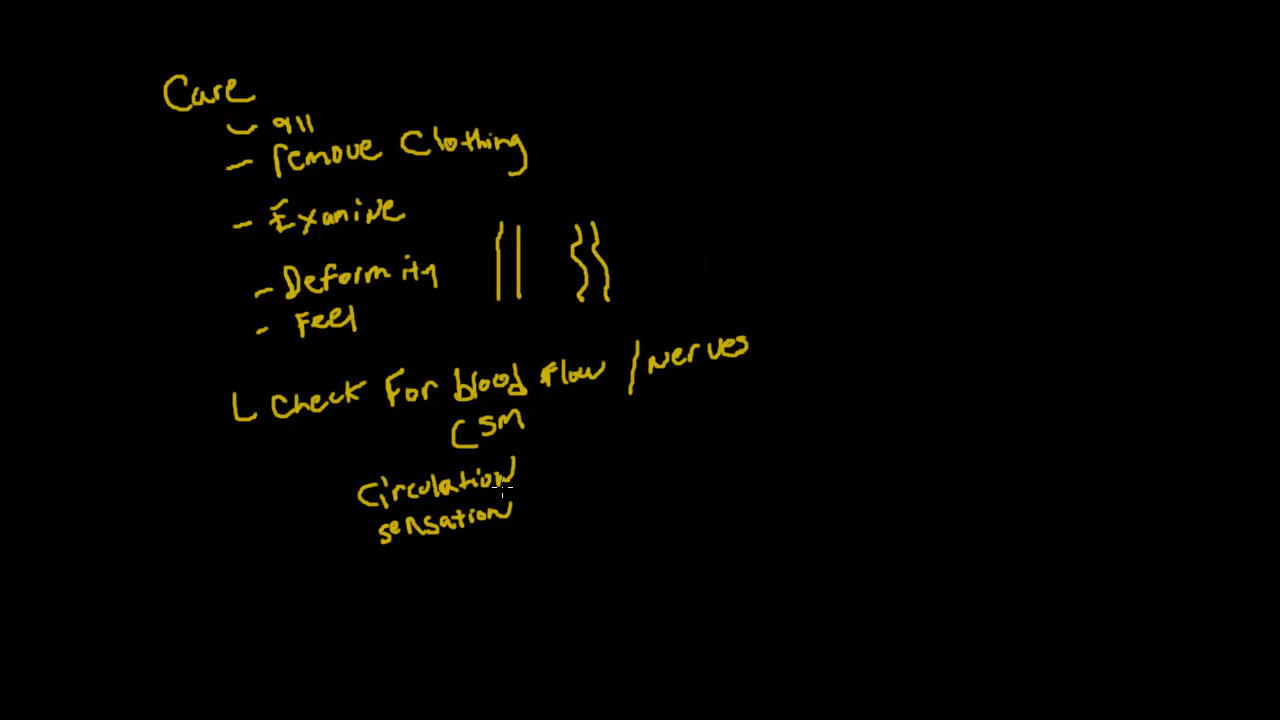 Care
- 911
- remove Clothing
- Examine
- Deformity
- Feel
Check For blood flow / nerves
CSM
Circulation
sensation